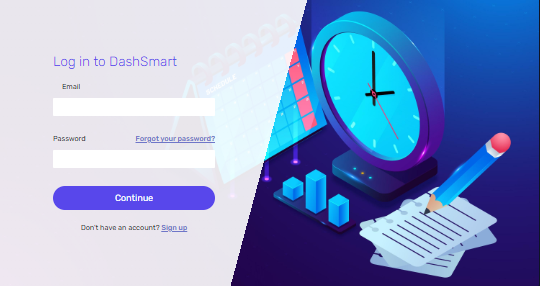 Log in to DashSmart
Email
Password Forgot your password?
Continue
Don't have an account? Sign up